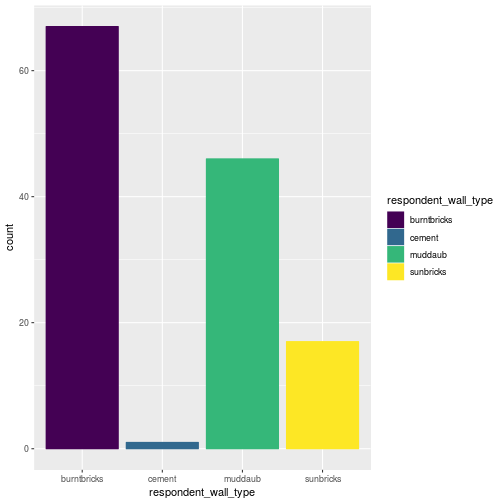 60
40
20
0
count
burntbricks cement muddaub sunbricks
respondent_wall_type
respondent_wall_type
burntbricks
cement
muddaub
sunbricks